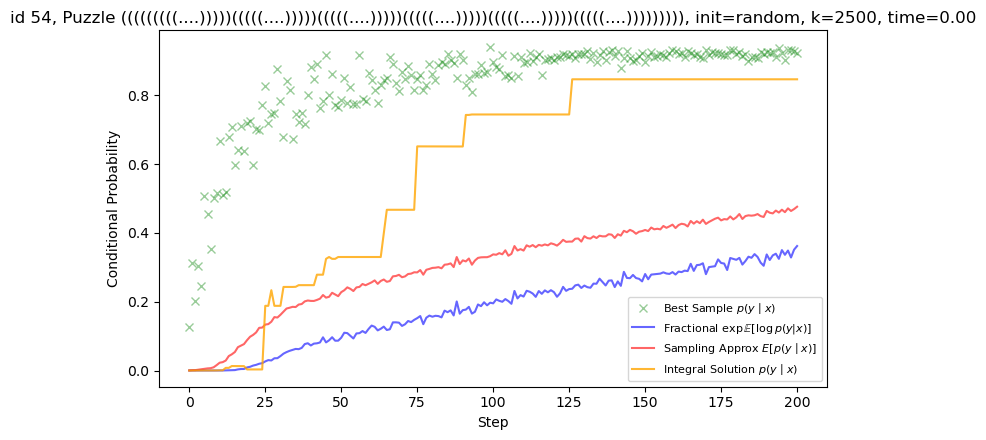 id 54, Puzzle (((((((((....)))))(((((....)))))(((((....)))))(((((....)))))(((((....)))))(((((....))))))))), init=random, k=2500, time=0.00
Conditional Probability
0.8
0.6
0.4
0.2
0.0
Best Sample p(y | x)
Fractional exp 𝔼[log p(y|x)]
Sampling Approx E[p(y | x)]
Integral Solution p(y | x)
0 25 50 75 100 125 150 175 200
Step